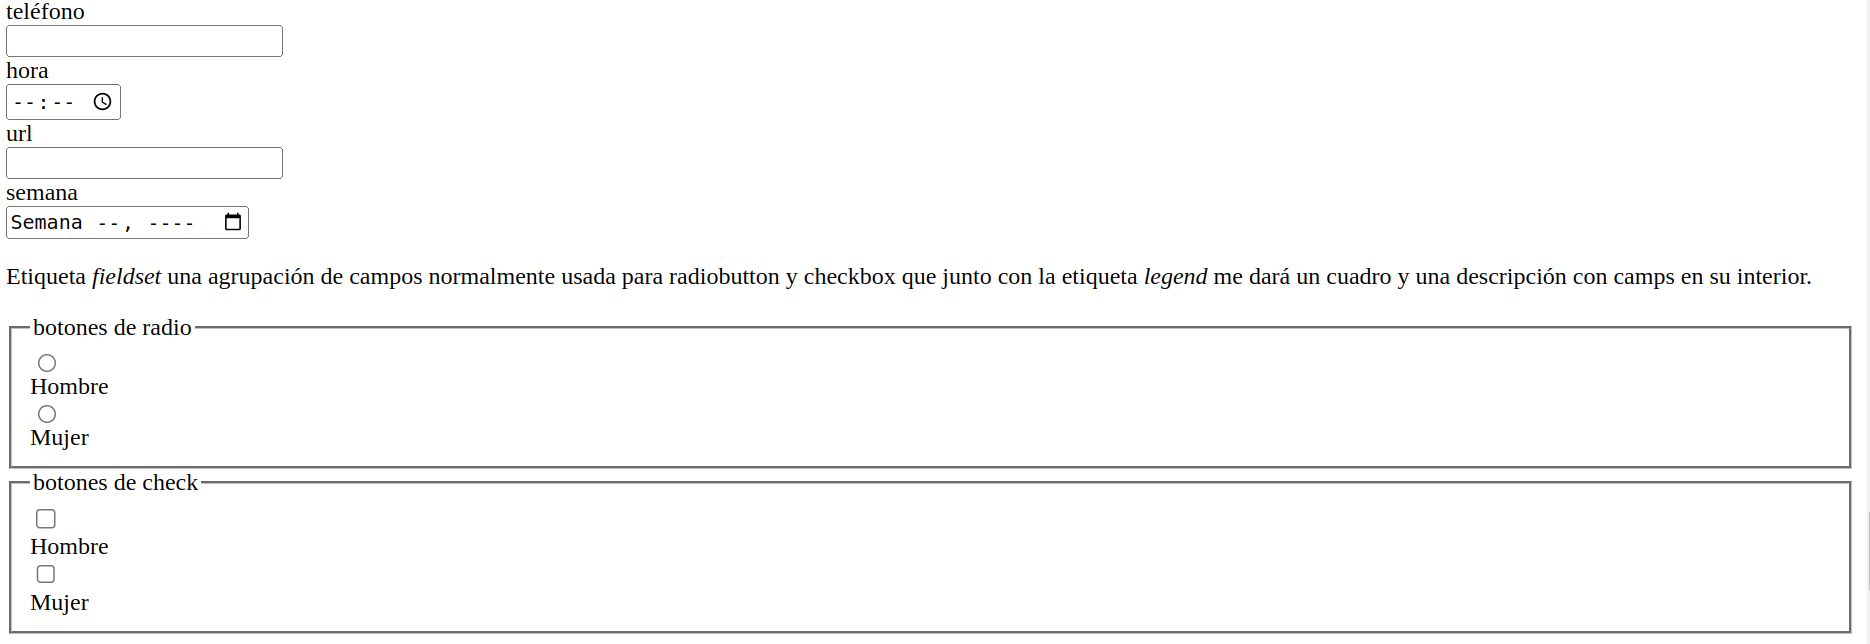 teléfono
hora
--:--
url
semana
Semana --, ----
Etiqueta fieldset una agrupación de campos normalmente usada para radiobutton y checkbox que junto con la etiqueta legend me dará un cuadro y una descripción con camps en su interior.
botones de radio
Hombre
Mujer
botones de check
Hombre
Mujer